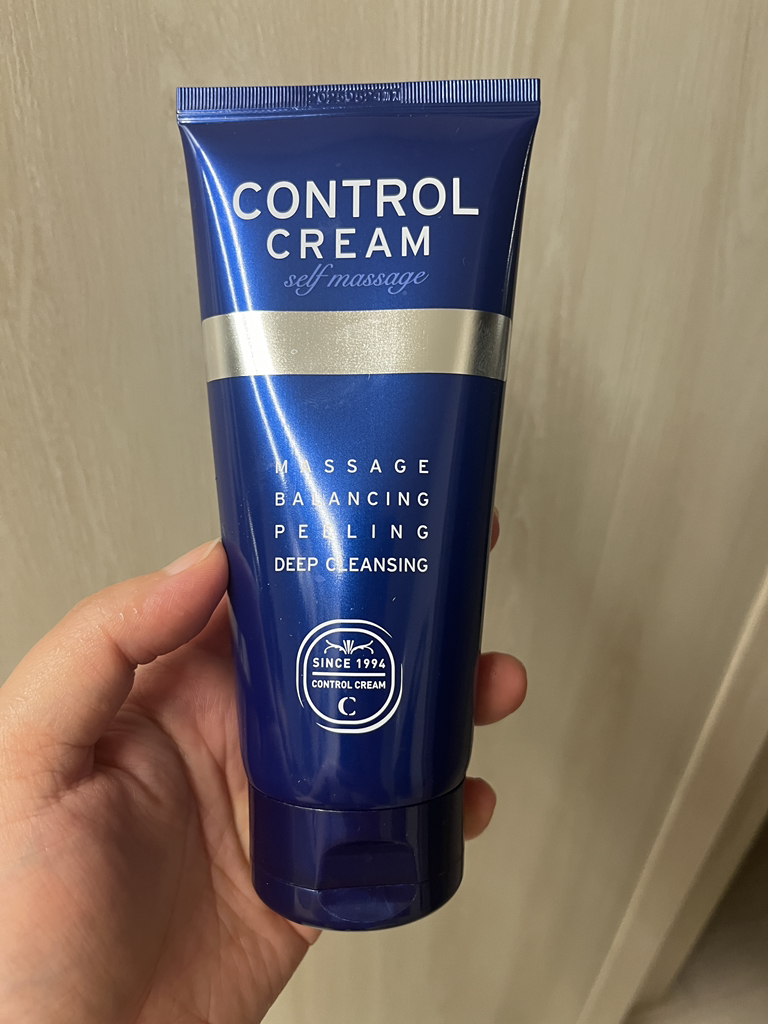 CONTROL
CREAM
self massage
MASSAGE
BALANCING
PEELING
DEEP CLEANSING
SINCE 1994
CONTROL CREAM
C